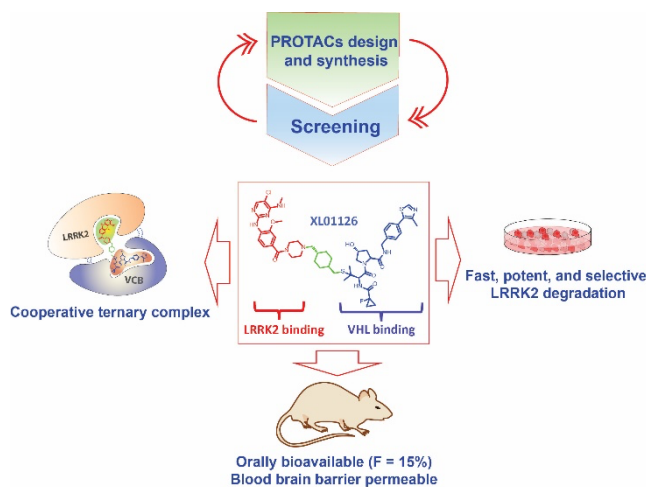 PROTACs design
and synthesis
Screening
LRRK2
VCB
Cooperative ternary complex
XL01126
LRRK2 binding
VHL binding
Fast, potent, and selective
LRRK2 degradation
Orally bioavailable (F = 15%)
Blood brain barrier permeable